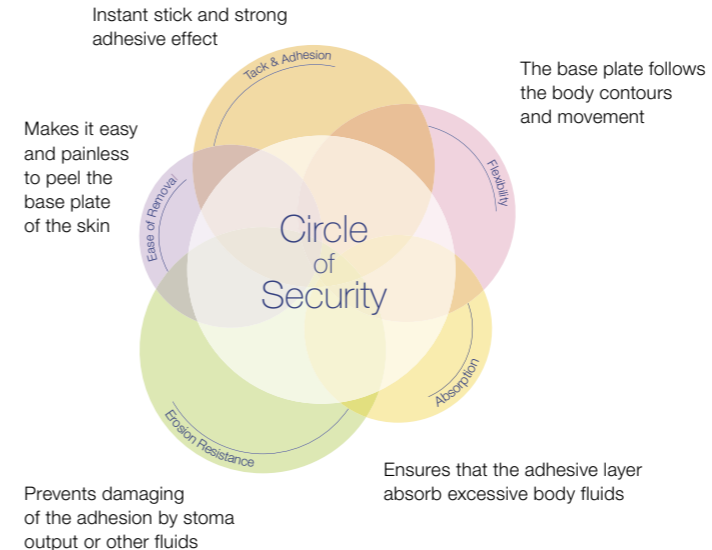 Instant stick and strong
adhesive effect
Tack & Adhesion
The base plate follows
the body contours
and movement
Flexibility
Makes it easy
and painless
to peel the
base plate
of the skin
Ease of Removal
Circle
of
Security
Absorption
Erosion Resistance
Ensures that the adhesive layer
absorb excessive body fluids
Prevents damaging
of the adhesion by stoma
output or other fluids